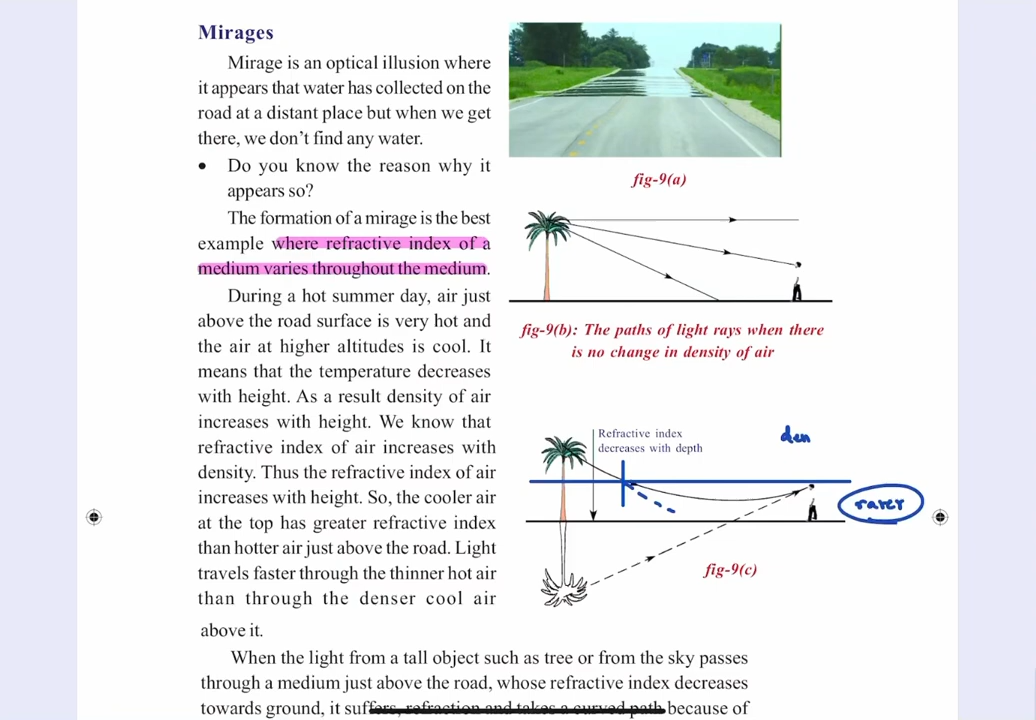 Mirages
Mirage is an optical illusion where
it appears that water has collected on the
road at a distant place but when we get
there, we don't find any water.
• Do you know the reason why it
appears so?
The formation of a mirage is the best
example where refractive index of a
medium varies throughout the medium.
During a hot summer day, air just
above the road surface is very hot and
the air at higher altitudes is cool. It
means that the temperature decreases
with height. As a result density of air
increases with height. We know that
refractive index of air increases with
density. Thus the refractive index of air
increases with height. So, the cooler air
at the top has greater refractive index
than hotter air just above the road. Light
travels faster through the thinner hot air
than through the denser cool air
above it.
fig-9(a)
fig-9(b): The paths of light rays when there
is no change in density of air
Refractive index
decreases with depth
den
rarer
fig-9(c)
When the light from a tall object such as tree or from the sky passes
through a medium just above the road, whose refractive index decreases
towards ground, it suffers, refraction and takes a curved path because of